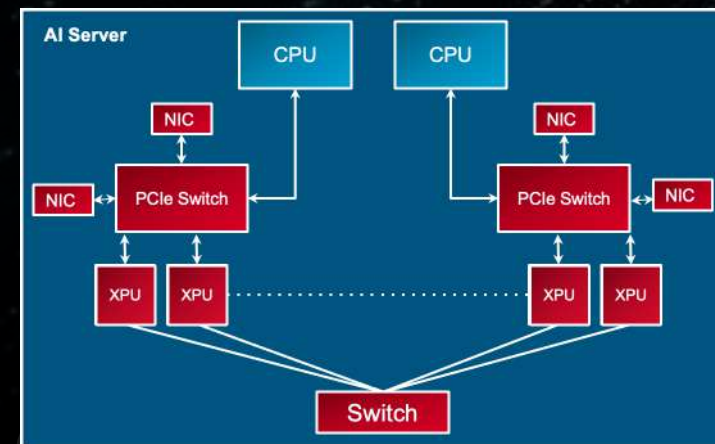 AI Server
CPU
CPU
NIC
NIC
NIC
PCIe Switch
PCIe Switch
NIC
XPU
XPU
XPU
XPU
Switch